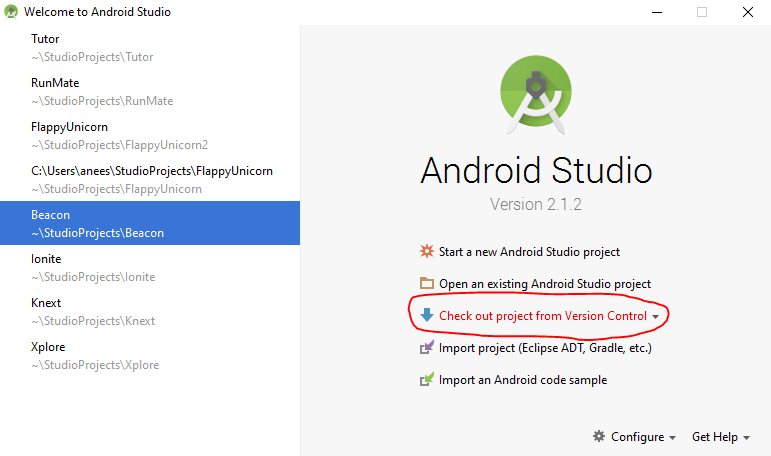 Welcome to Android Studio
Tutor
~\StudioProjects\Tutor
RunMate
~\StudioProjects\RunMate
FlappyUnicorn
~\StudioProjects\FlappyUnicorn2
C:\Users\anees\StudioProjects\FlappyUnicorn
~\StudioProjects\FlappyUnicorn
Beacon
~\StudioProjects\Beacon
Ionite
~\StudioProjects\Ionite
Knext
~\StudioProjects\Knext
Xplore
~\StudioProjects\Xplore
Android Studio
Version 2.1.2
Start a new Android Studio project
Open an existing Android Studio project
Check out project from Version Control
Import project (Eclipse ADT, Gradle, etc.)
Import an Android code sample
Configure
Get Help